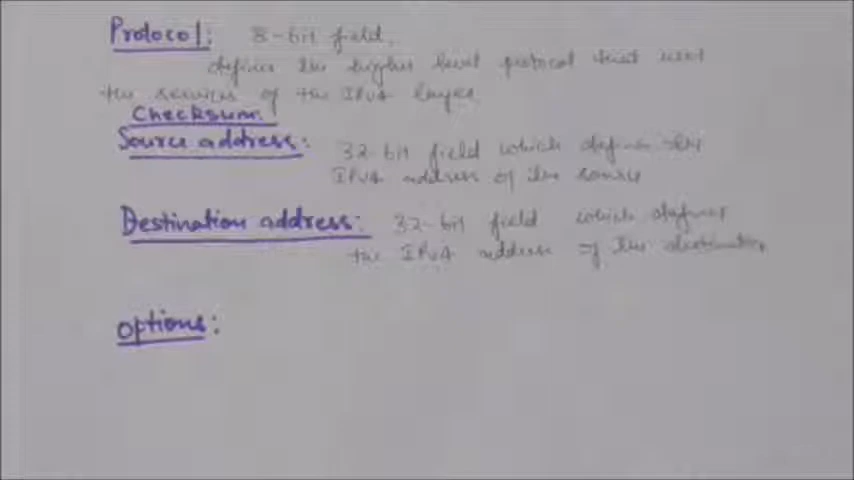 Protocol: 8-bit field.
defines the higher level protocol that uses
the services of the IPv4 layer
Checksum:
Source address: 32-bit field which defines the
IPv4 address of the source
Destination address: 32-bit field which defines
the IPv4 address of the destination
options: